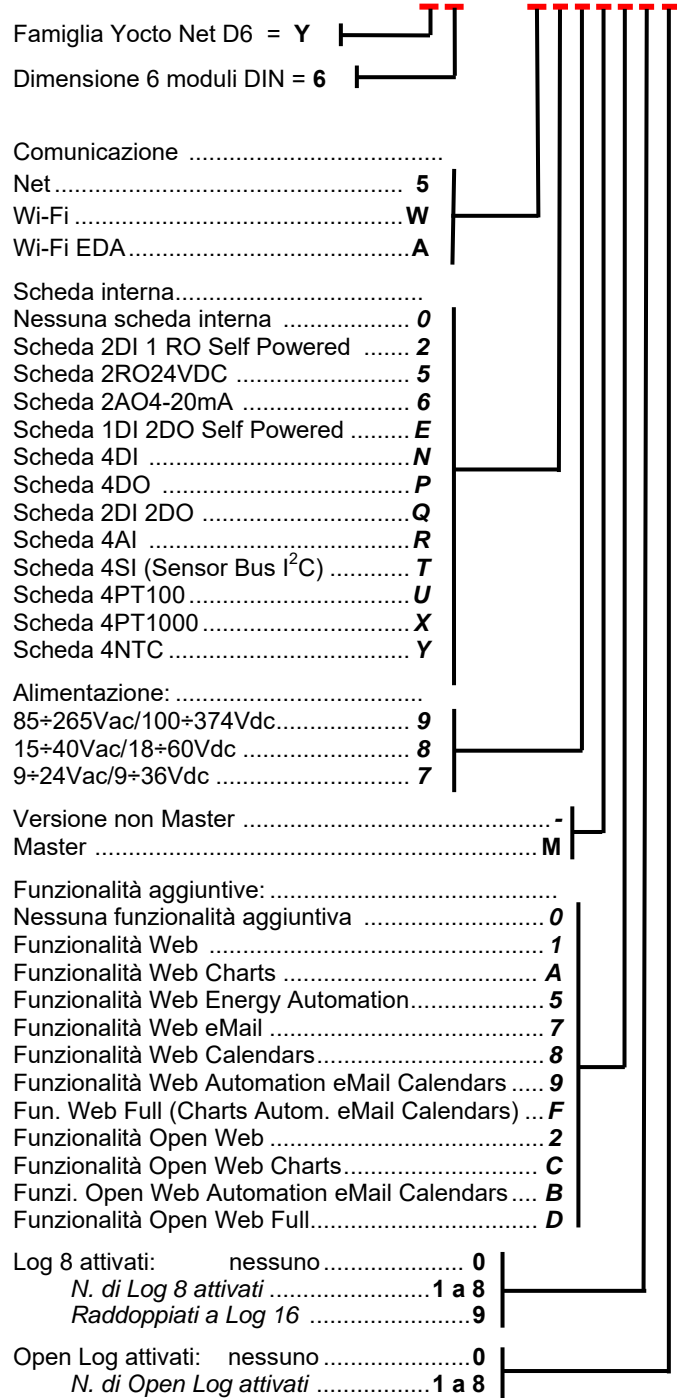 Famiglia Yocto Net D6 = Y
Dimensione 6 moduli DIN = 6
Comunicazione ......................................
Net .................................................... 5
Wi-Fi ................................................. W
Wi-Fi EDA .......................................... A
Scheda interna.....................................
Nessuna scheda interna ................... 0
Scheda 2DI 1 RO Self Powered ....... 2
Scheda 2RO24VDC .......................... 5
Scheda 2AO4-20mA ......................... 6
Scheda 1DI 2DO Self Powered ......... E
Scheda 4DI ........................................ N
Scheda 4DO ..................................... P
Scheda 2DI 2DO ............................... Q
Scheda 4AI ....................................... R
Scheda 4SI (Sensor Bus I²C) ............ T
Scheda 4PT100 ................................. U
Scheda 4PT1000 ............................... X
Scheda 4NTC .................................... Y
Alimentazione: .....................................
85÷265Vac/100÷374Vdc.................... 9
15÷40Vac/18÷60Vdc ......................... 8
9÷24Vac/9÷36Vdc ............................. 7
Versione non Master .............................................. -
Master .................................................................. M
Funzionalità aggiuntive: ...........................................
Nessuna funzionalità aggiuntiva .......................... 0
Funzionalità Web ................................................. 1
Funzionalità Web Charts ....................................... A
Funzionalità Web Energy Automation................... 5
Funzionalità Web eMail ......................................... 7
Funzionalità Web Calendars................................. 8
Funzionalità Web Automation eMail Calendars ..... 9
Fun. Web Full (Charts Autom. eMail Calendars) ... F
Funzionalità Open Web ........................................ 2
Funzionalità Open Web Charts............................. C
Funzi. Open Web Automation eMail Calendars.... B
Funzionalità Open Web Full.................................. D
Log 8 attivati: nessuno ..................... 0
N. di Log 8 attivati .........................1 a 8
Raddoppiati a Log 16 ........................9
Open Log attivati: nessuno ......................0
N. di Open Log attivati .................1 a 8